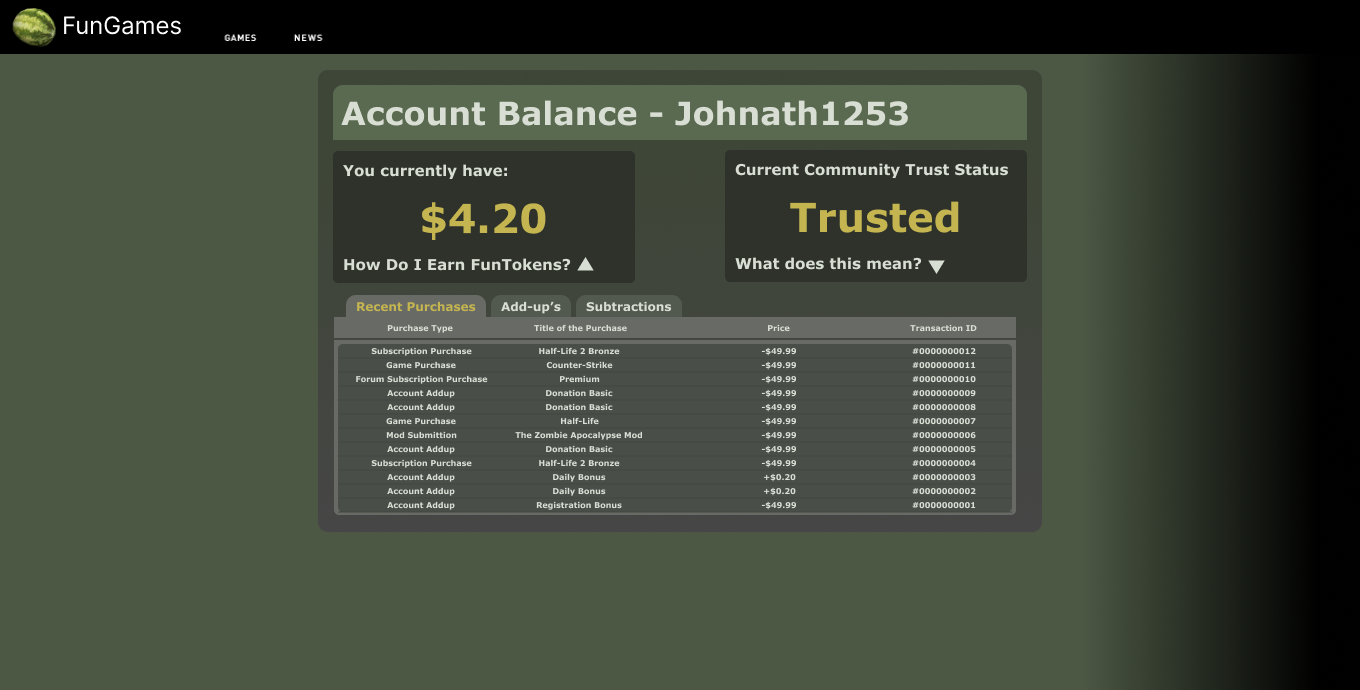 FunGames
GAMES NEWS
Account Balance - Johnath1253
You currently have:
$4.20
How Do I Earn FunTokens? ▲
Current Community Trust Status
Trusted
What does this mean? ▼
Recent Purchases Add-up’s Subtractions
Purchase Type Title of the Purchase Price Transaction ID
Subscription Purchase Half-Life 2 Bronze -$49.99 #0000000012
Game Purchase Counter-Strike -$49.99 #0000000011
Forum Subscription Purchase Premium -$49.99 #0000000010
Account Addup Donation Basic -$49.99 #0000000009
Account Addup Donation Basic -$49.99 #0000000008
Game Purchase Half-Life -$49.99 #0000000007
Mod Submittion The Zombie Apocalypse Mod -$49.99 #0000000006
Account Addup Donation Basic -$49.99 #0000000005
Subscription Purchase Half-Life 2 Bronze -$49.99 #0000000004
Account Addup Daily Bonus +$0.20 #0000000003
Account Addup Daily Bonus +$0.20 #0000000002
Account Addup Registration Bonus -$49.99 #0000000001